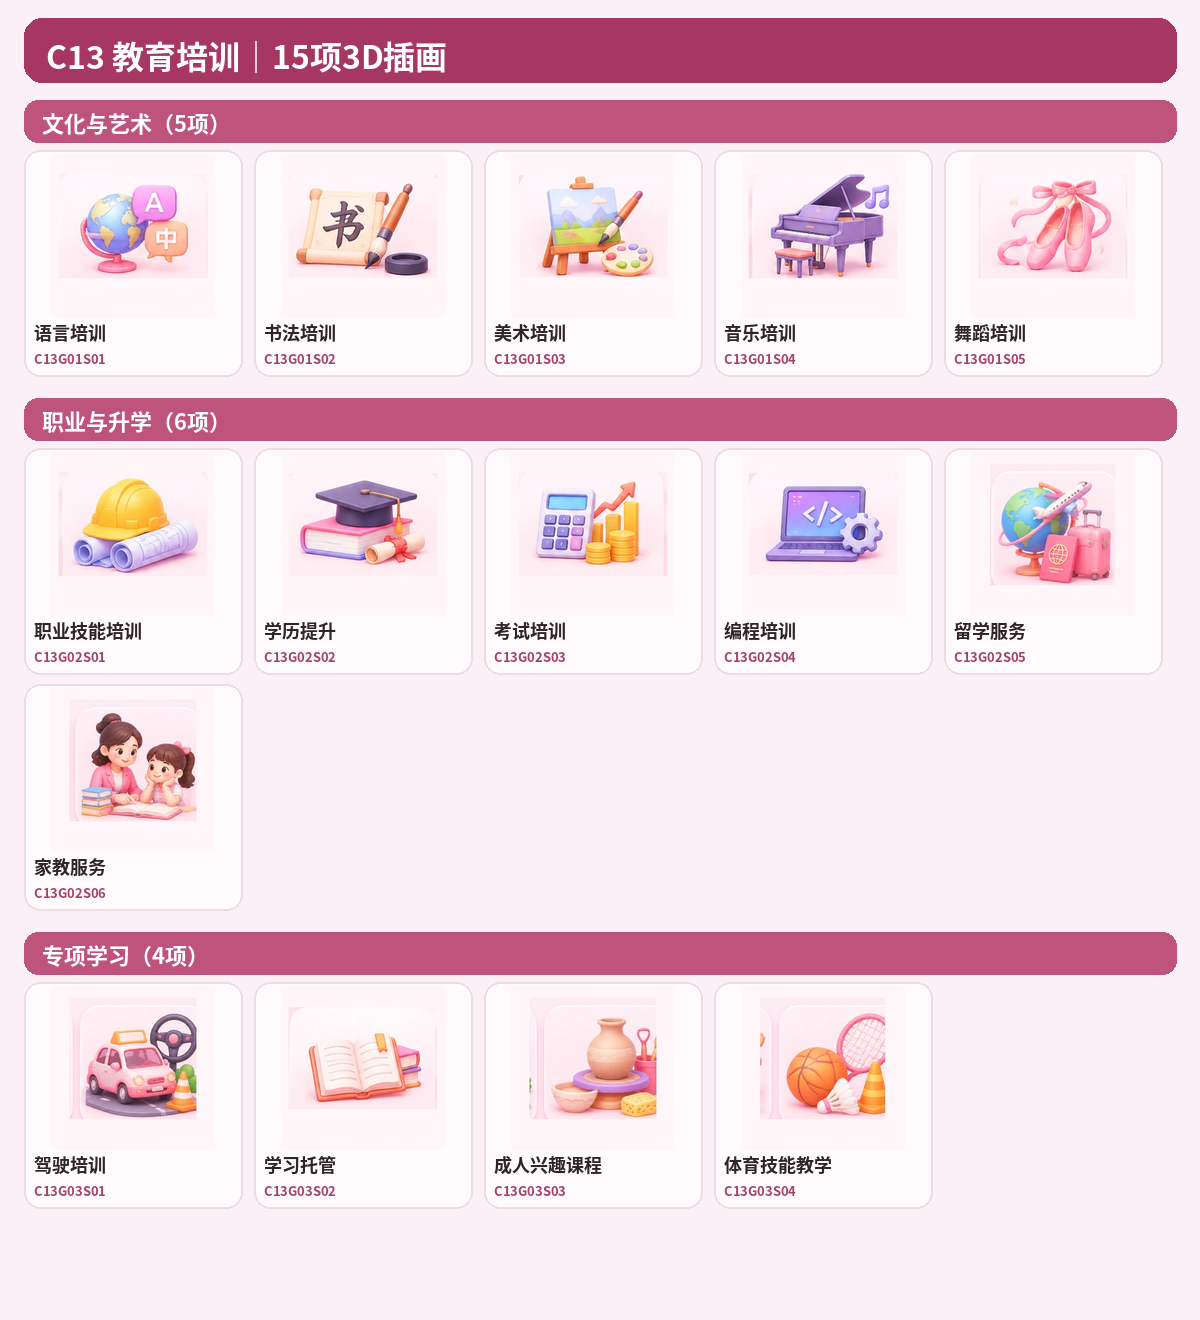 C13 教育培训｜15项3D插画
文化与艺术（5项）
A
中
书
语言培训
C13G01S01
书法培训
C13G01S02
美术培训
C13G01S03
音乐培训
C13G01S04
舞蹈培训
C13G01S05
职业与升学（6项）
</>
职业技能培训
C13G02S01
学历提升
C13G02S02
考试培训
C13G02S03
编程培训
C13G02S04
留学服务
C13G02S05
家教服务
C13G02S06
专项学习（4项）
驾驶培训
C13G03S01
学习托管
C13G03S02
成人兴趣课程
C13G03S03
体育技能教学
C13G03S04